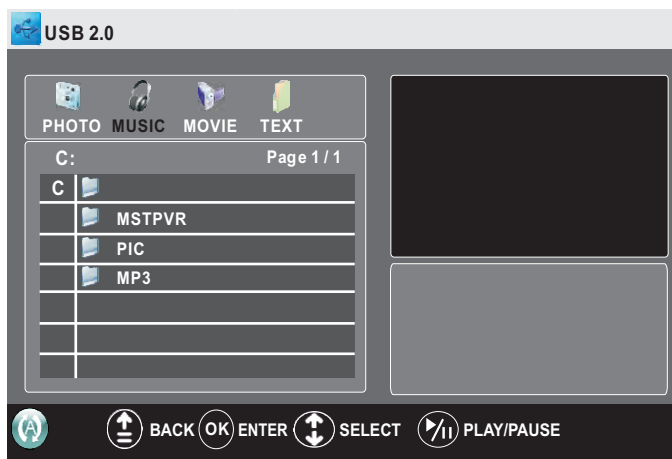 USB 2.0
PHOTO MUSIC MOVIE TEXT
C: Page 1 / 1
C
MSTPVR
PIC
MP3
A BACK OK ENTER SELECT PLAY/PAUSE